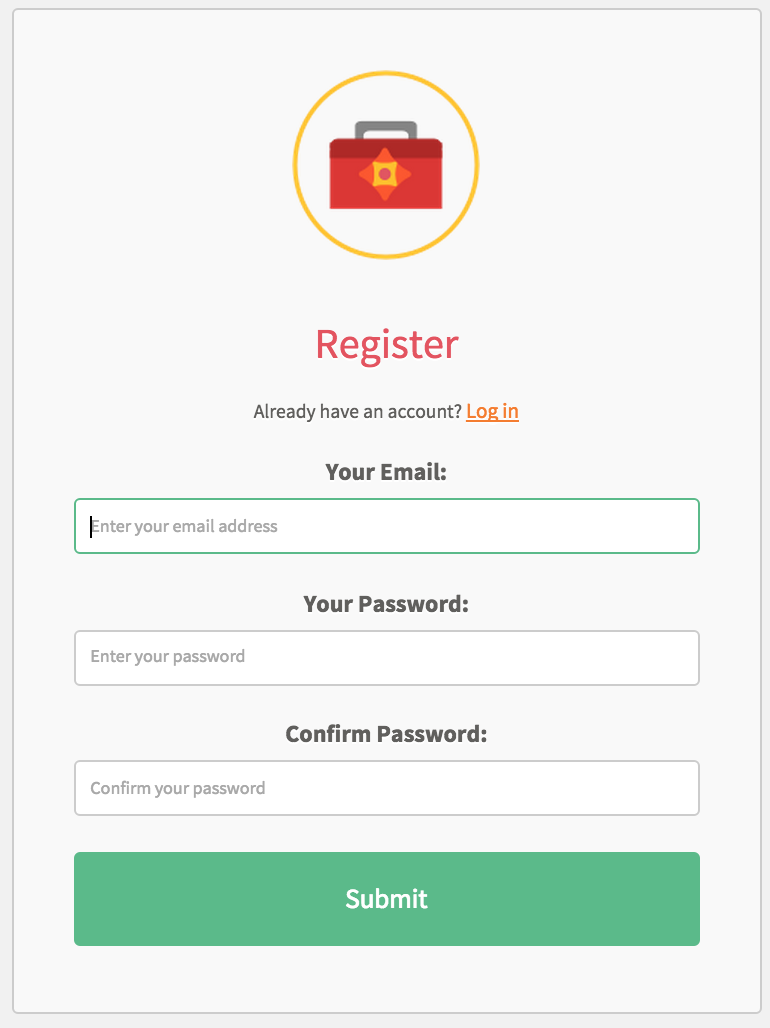 Register
Already have an account? Log in
Your Email:
Enter your email address
Your Password:
Enter your password
Confirm Password:
Confirm your password
Submit